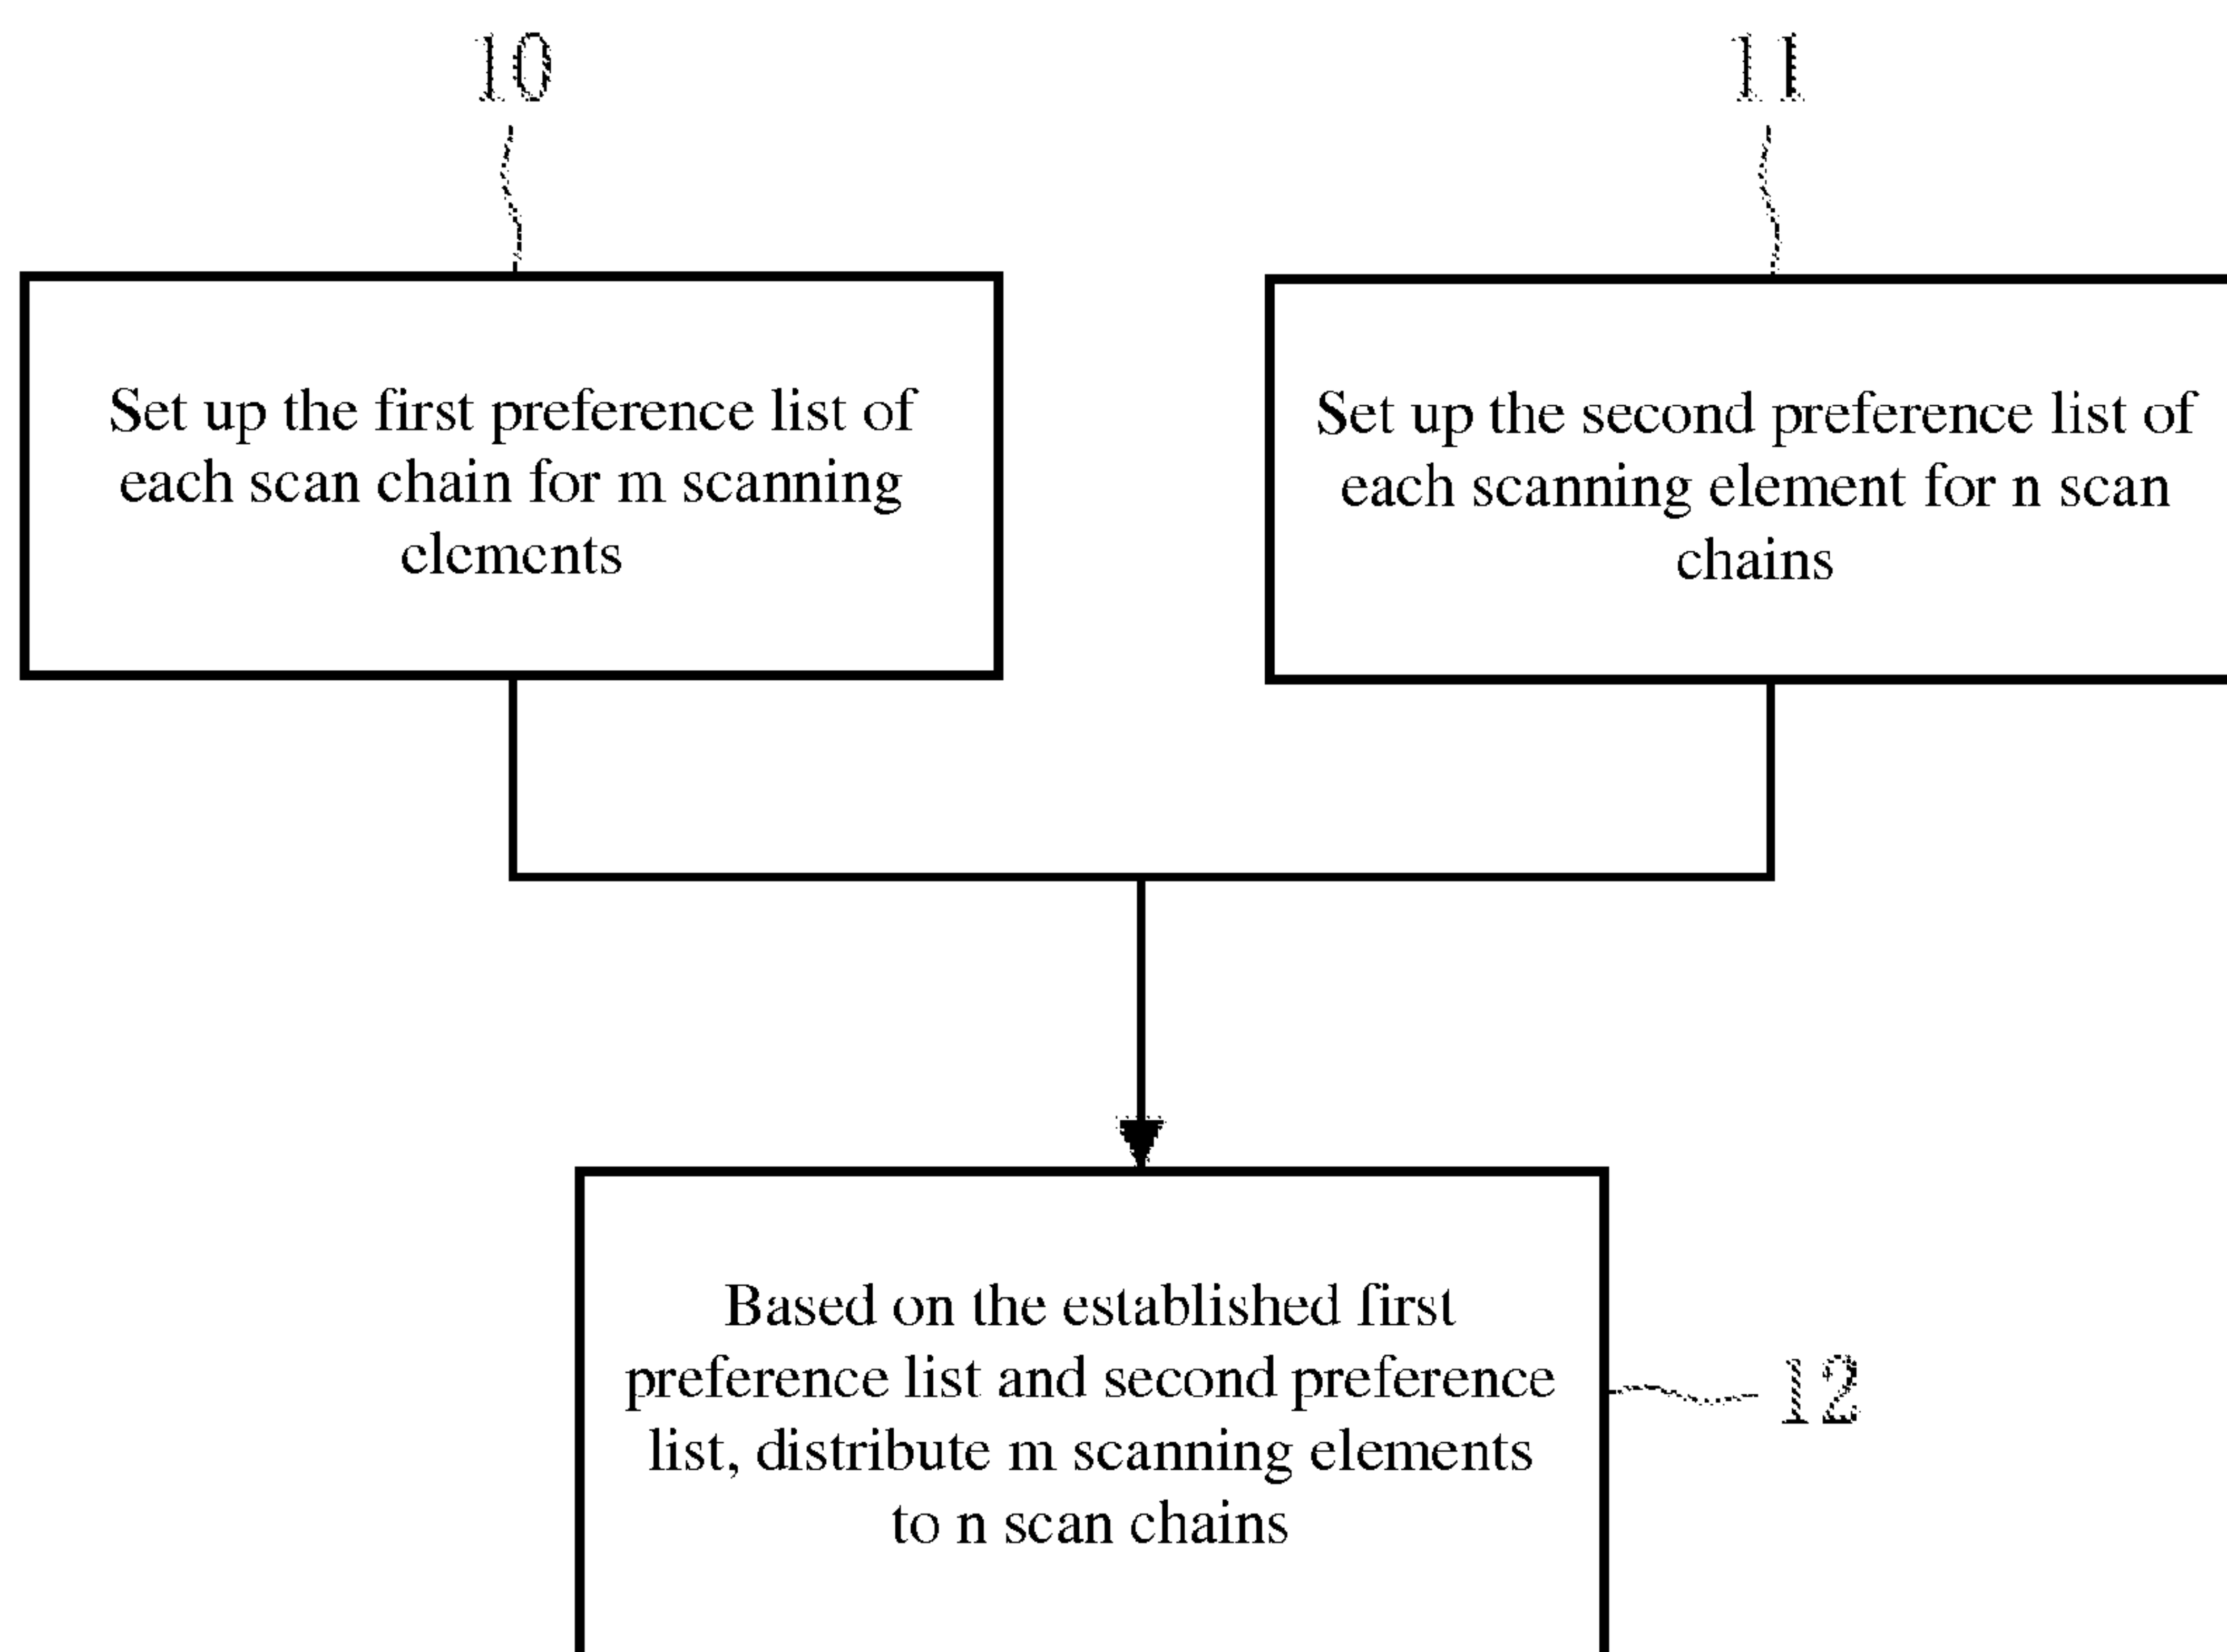 10
11
Set up the first preference list of
each scan chain for m scanning
elements
Set up the second preference list of
each scanning element for n scan
chains
Based on the established first
preference list and second preference
list, distribute m scanning elements
to n scan chains
12